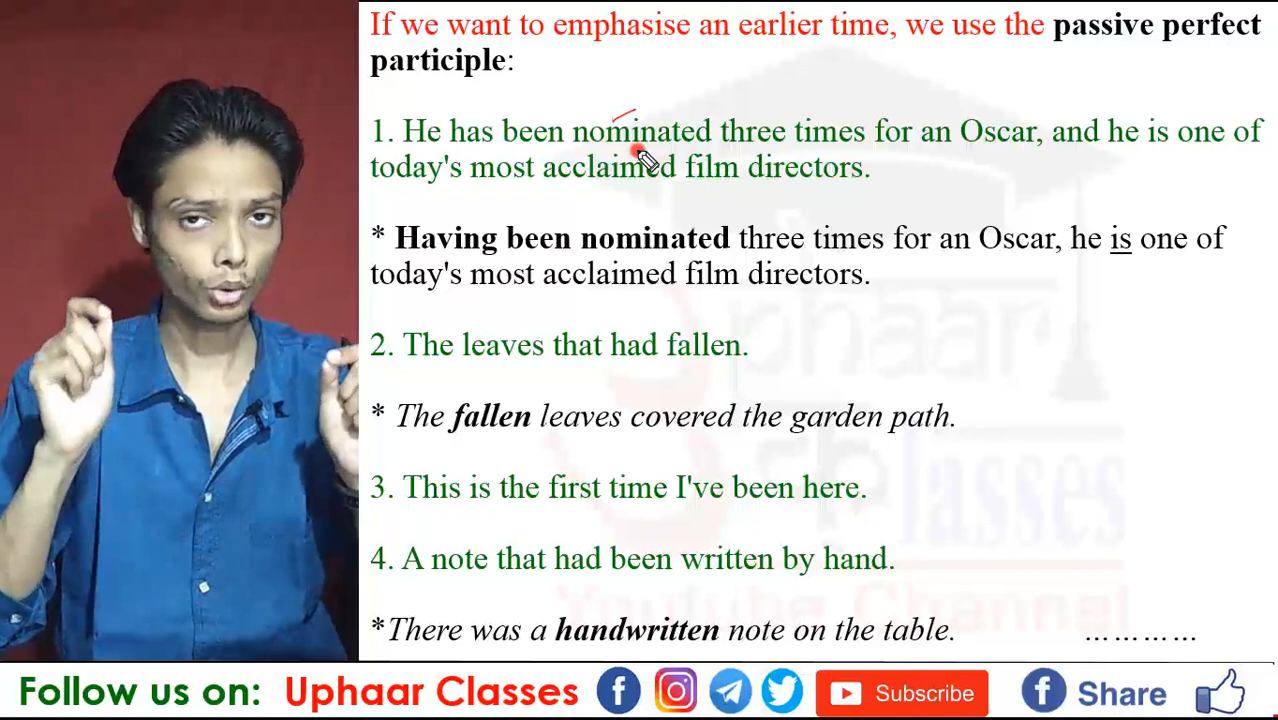 If we want to emphasise an earlier time, we use the passive perfect
participle:
1. He has been nominated three times for an Oscar, and he is one of
today's most acclaimed film directors.
* Having been nominated three times for an Oscar, he is one of
today's most acclaimed film directors.
2. The leaves that had fallen.
* The fallen leaves covered the garden path.
3. This is the first time I've been here.
4. A note that had been written by hand.
*There was a handwritten note on the table. …………
Uphaar
Classes
Youtube Channel
Follow us on: Uphaar Classes Subscribe Share